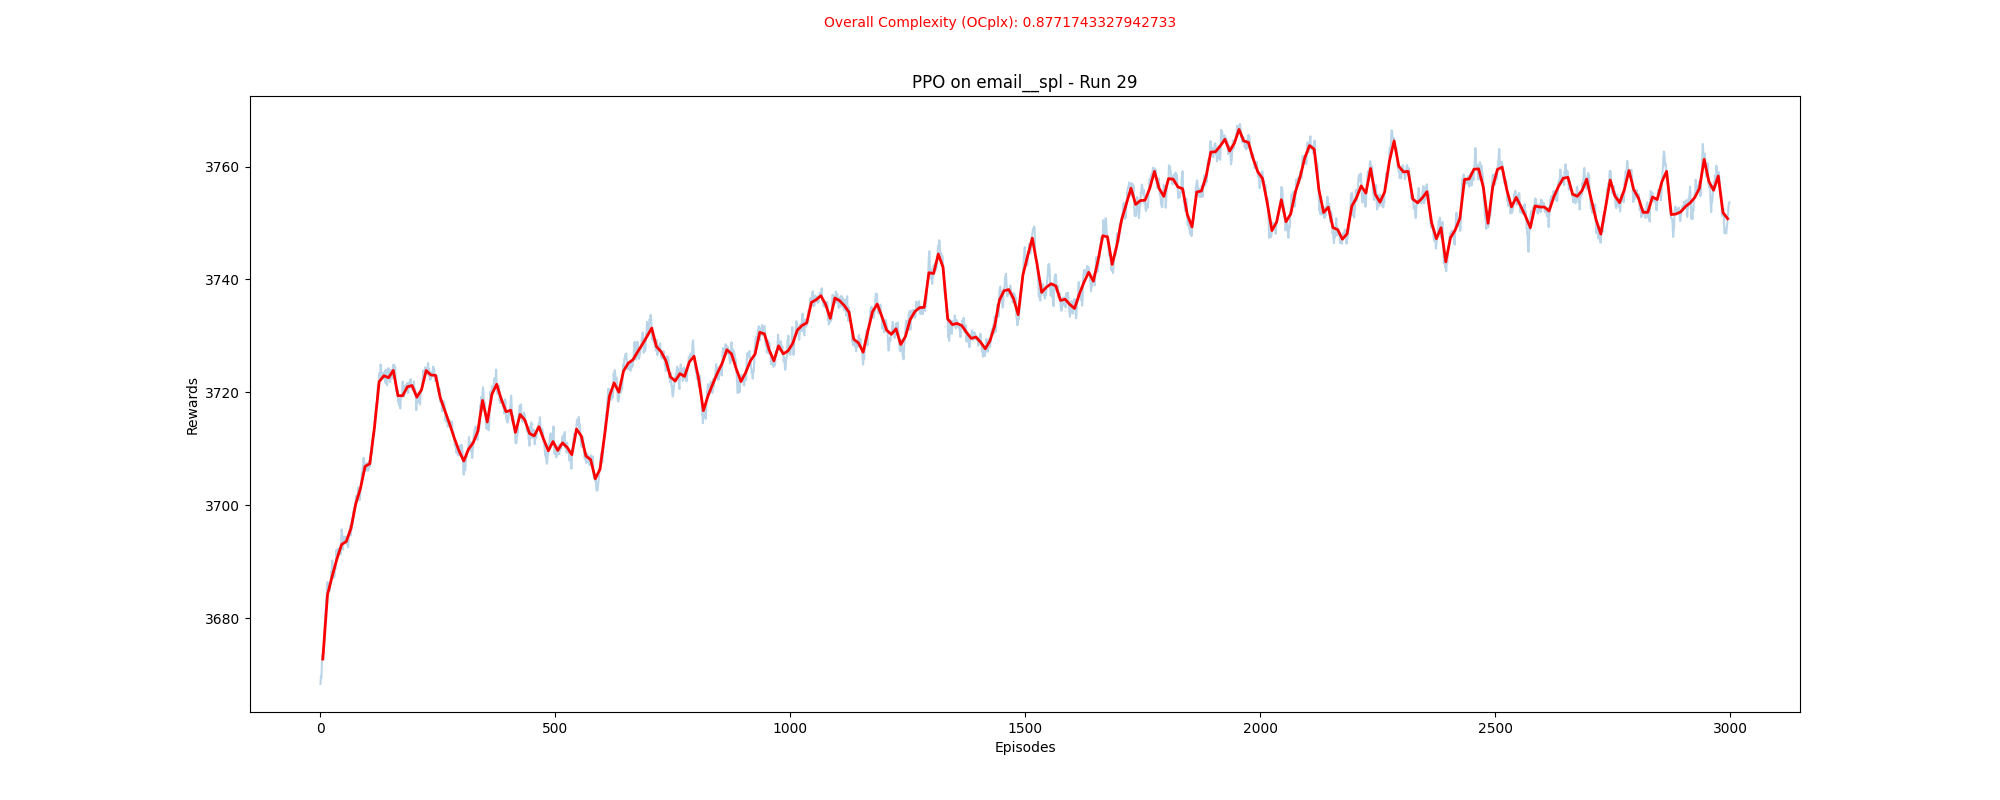 Overall Complexity (OCplx): 0.8771743327942733
PPO on email__spl - Run 29
3760
3740
3720
3700
3680
Rewards
0 500 1000 1500 2000 2500 3000
Episodes